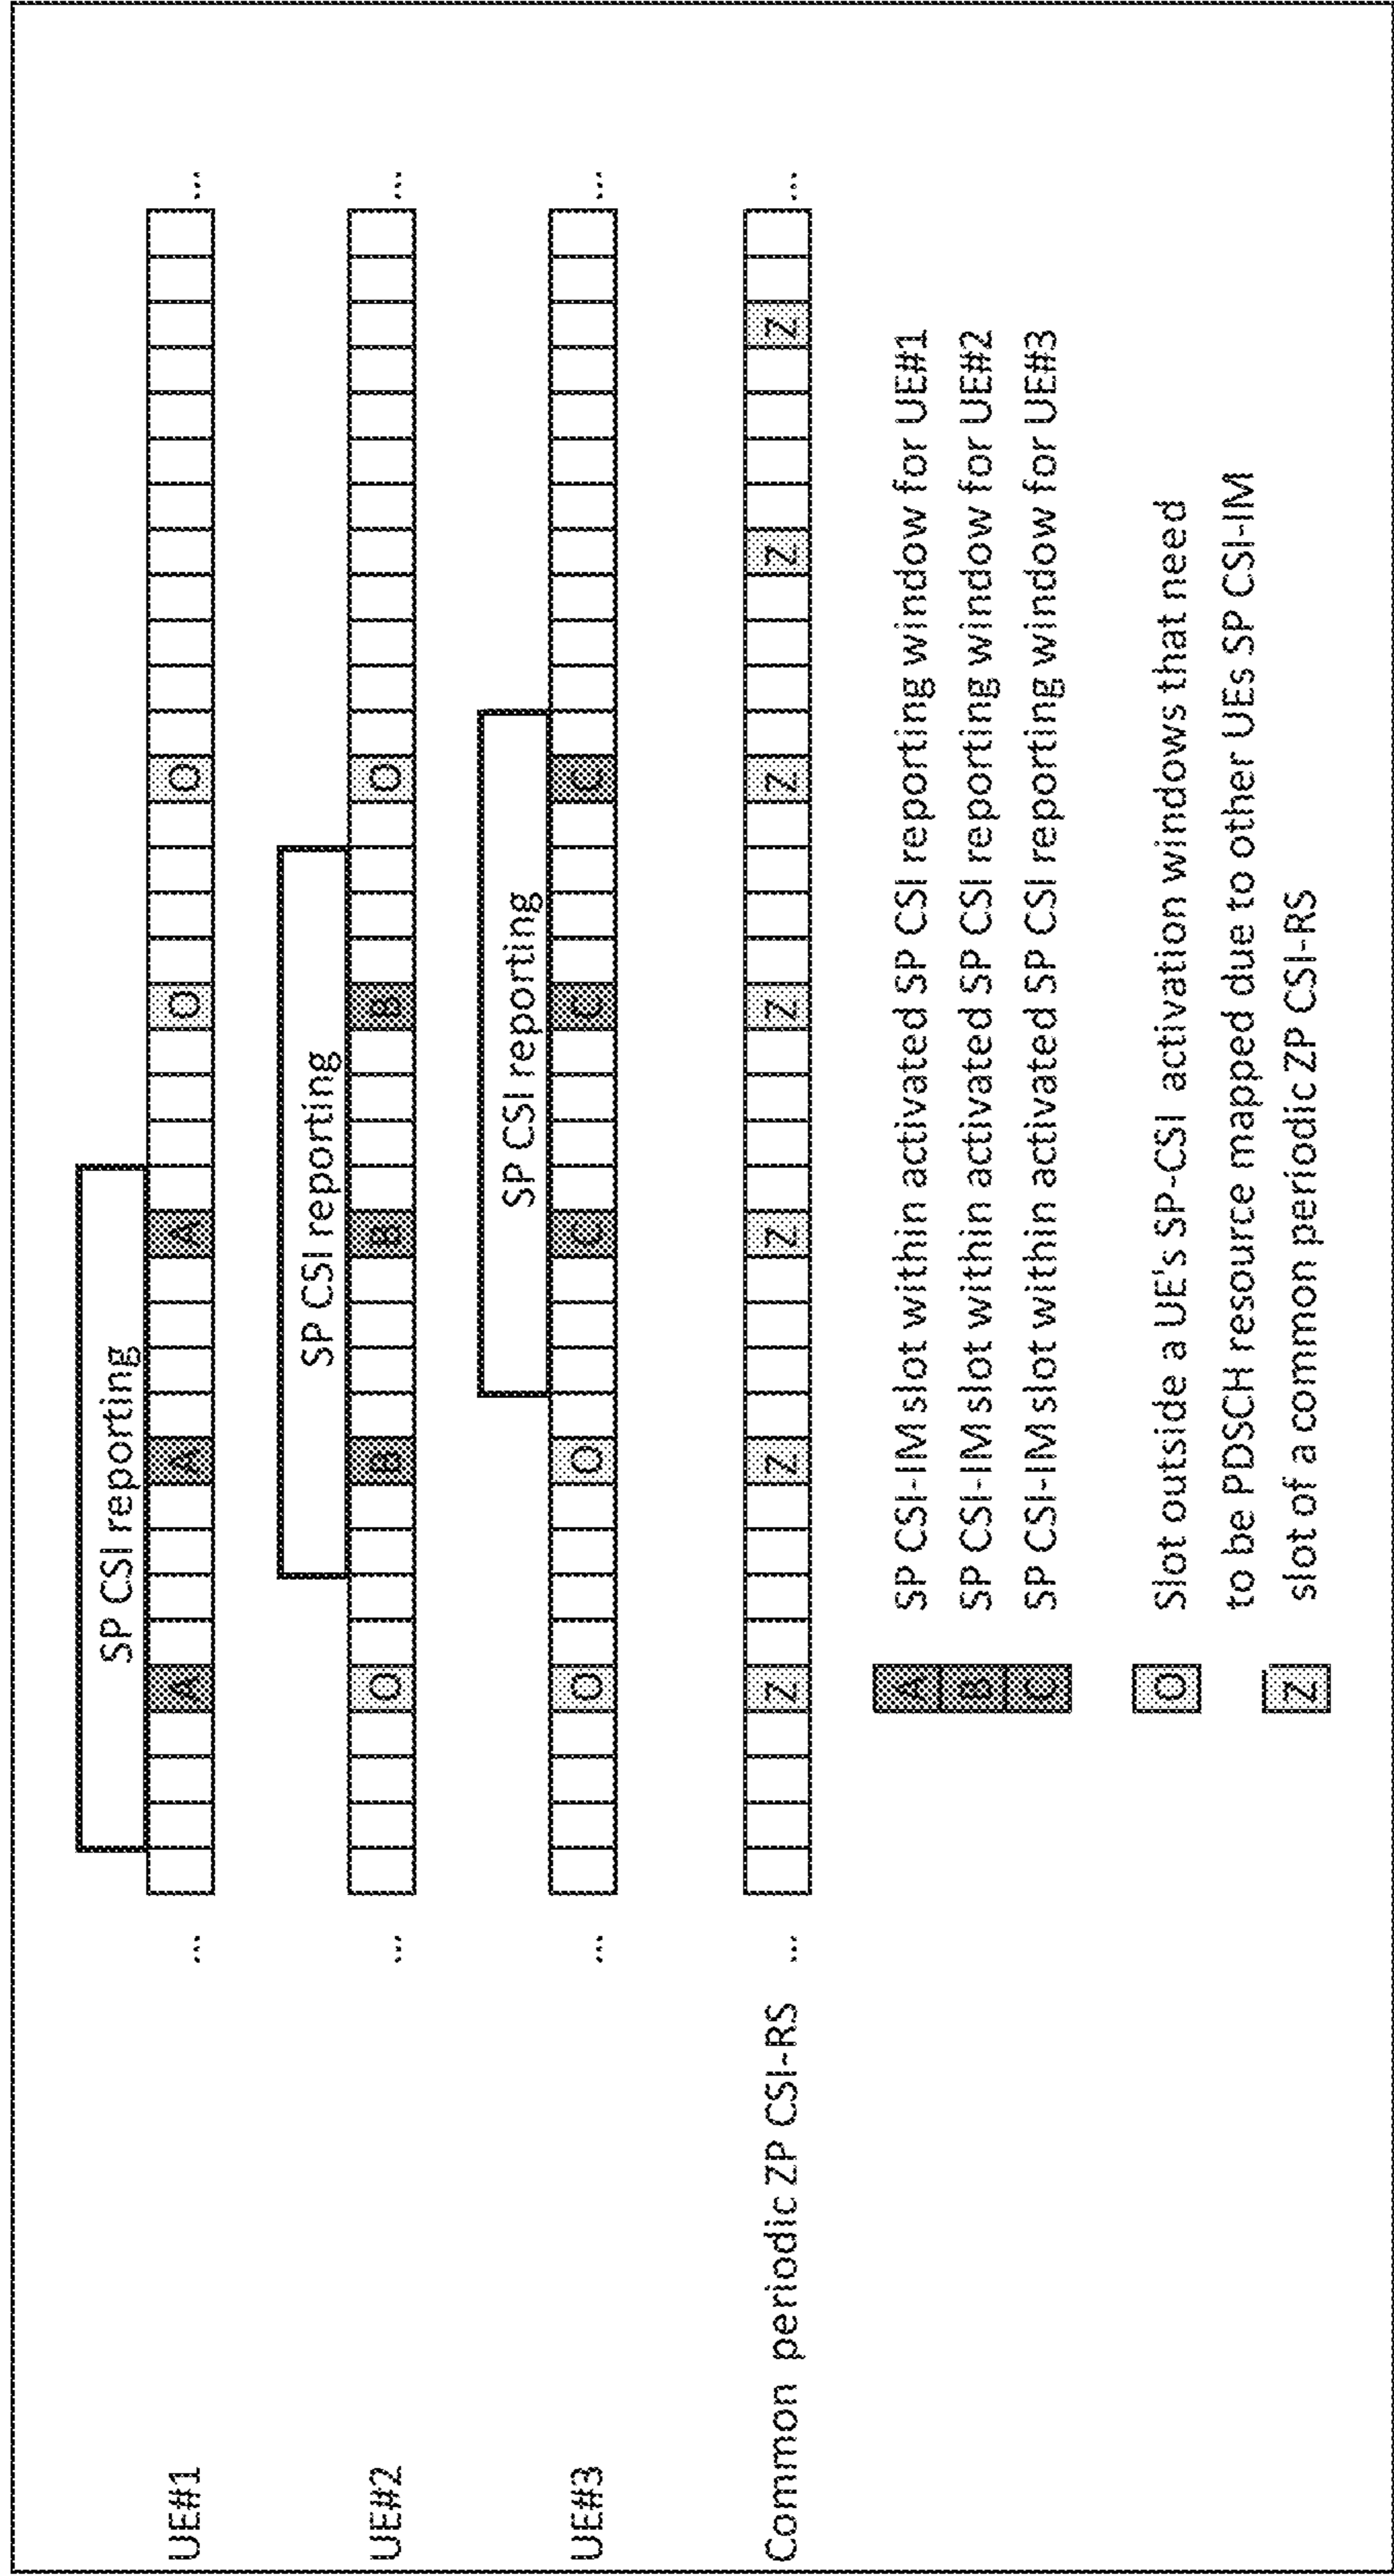 SP CSI reporting
UE#1 ... A A A O O ...
SP CSI reporting
UE#2 ... O B B B O ...
SP CSI reporting
UE#3 ... O O C C C ...
Common periodic ZP CSI-RS ... Z Z Z Z Z Z Z ...
A SP CSI-IM slot within activated SP CSI reporting window for UE#1
B SP CSI-IM slot within activated SP CSI reporting window for UE#2
C SP CSI-IM slot within activated SP CSI reporting window for UE#3
O Slot outside a UE's SP-CSI activation windows that need
to be PDSCH resource mapped due to other UEs SP CSI-IM
Z slot of a common periodic ZP CSI-RS